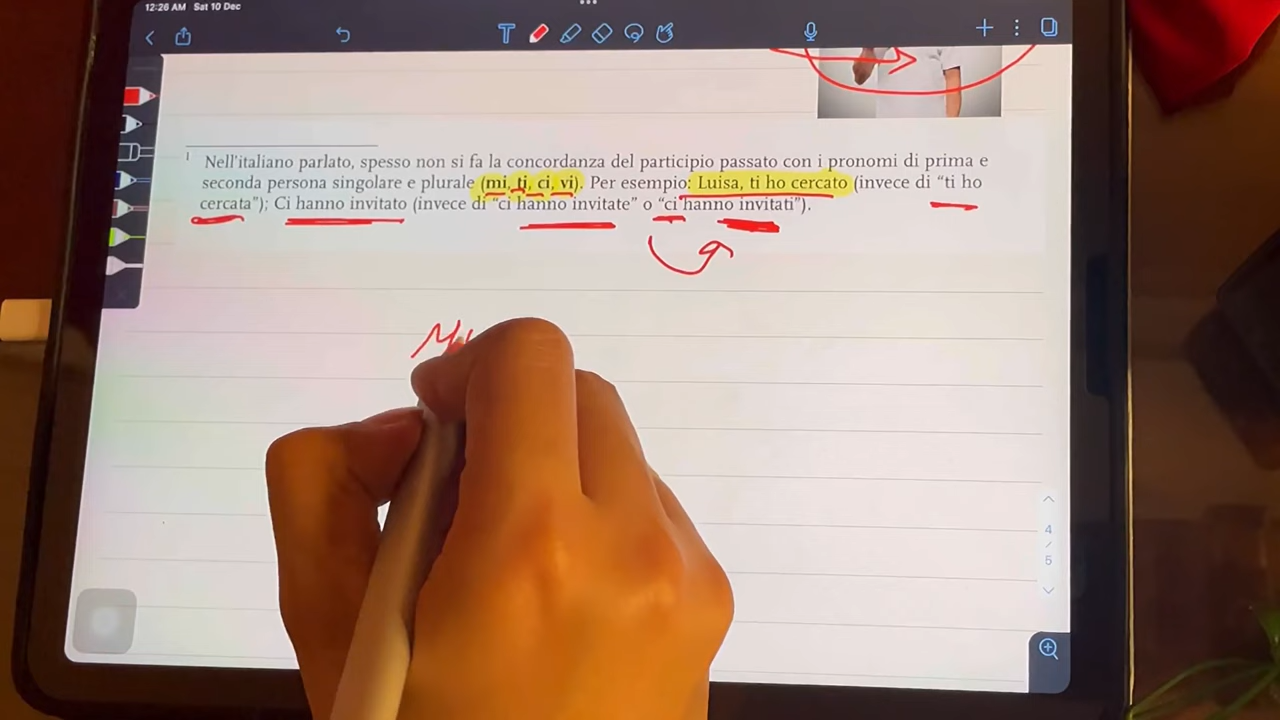 12:26 AM Sat 10 Dec
1 Nell'italiano parlato, spesso non si fa la concordanza del participio passato con i pronomi di prima e
seconda persona singolare e plurale (mi, ti, ci, vi). Per esempio: Luisa, ti ho cercato (invece di “ti ho
cercata”); Ci hanno invitato (invece di “ci hanno invitate” o “ci hanno invitati”).
4
/
5